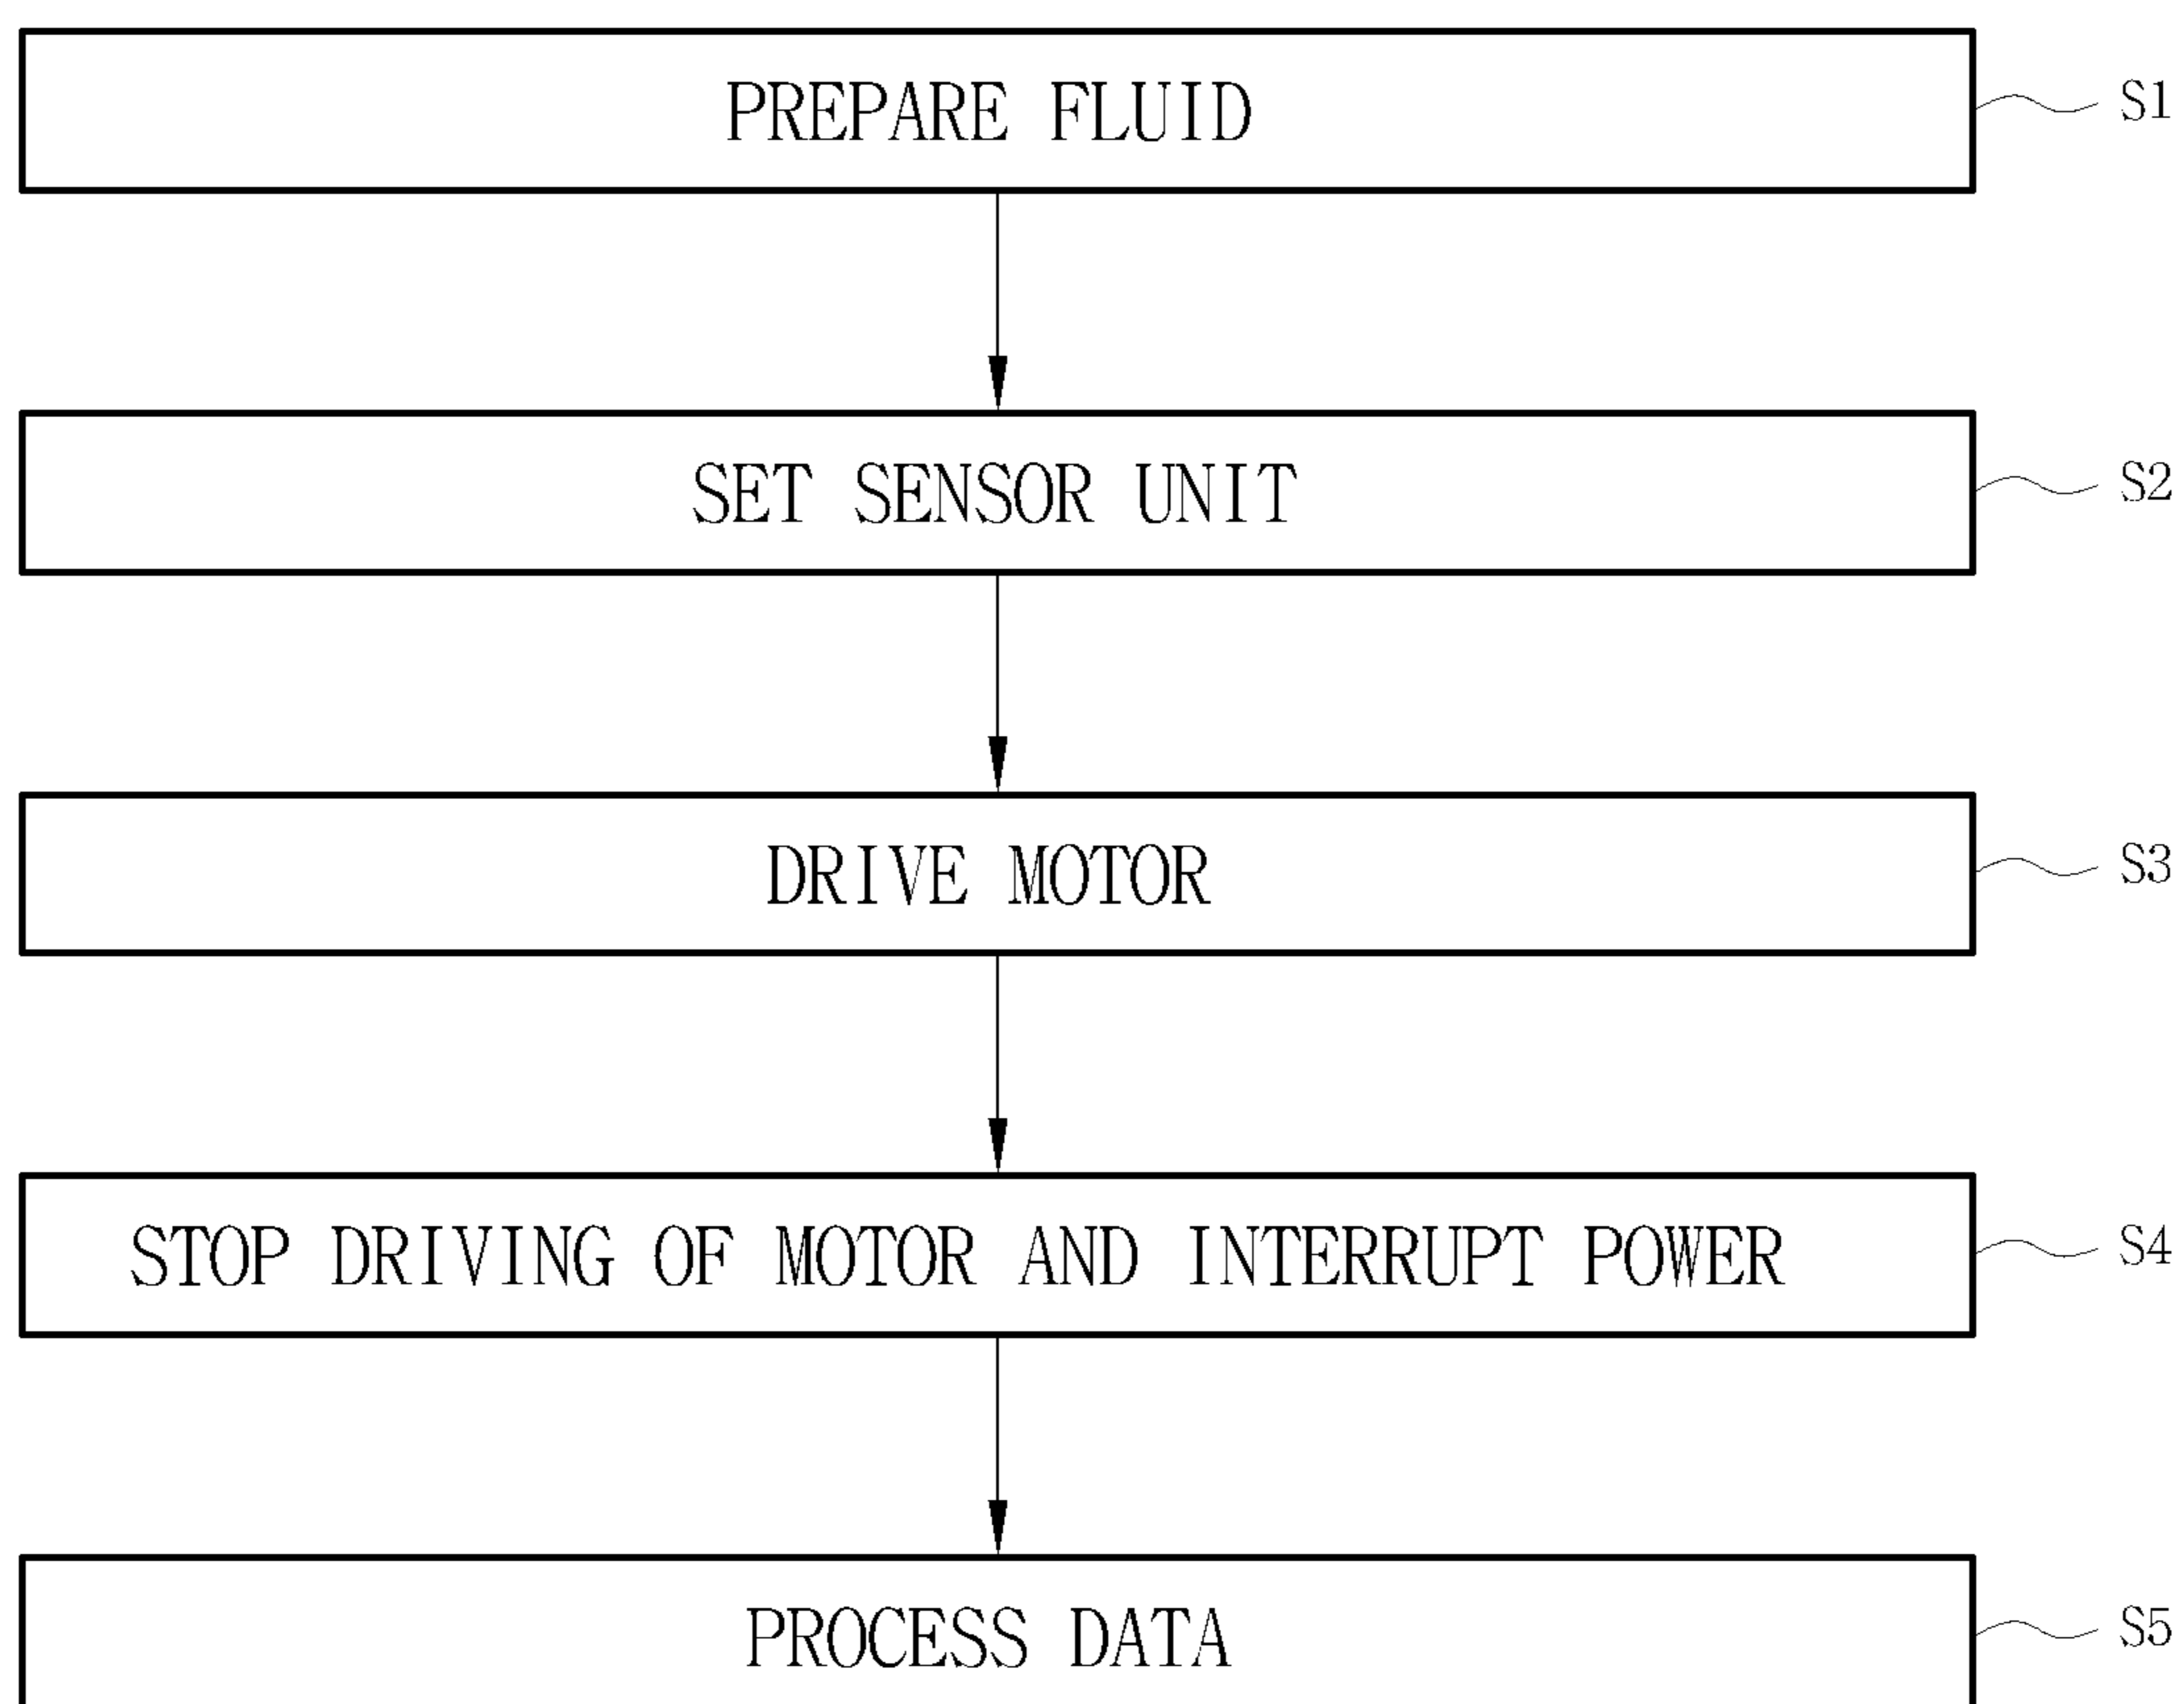 PREPARE FLUID
S1
SET SENSOR UNIT
S2
DRIVE MOTOR
S3
STOP DRIVING OF MOTOR AND INTERRUPT POWER
S4
PROCESS DATA
S5